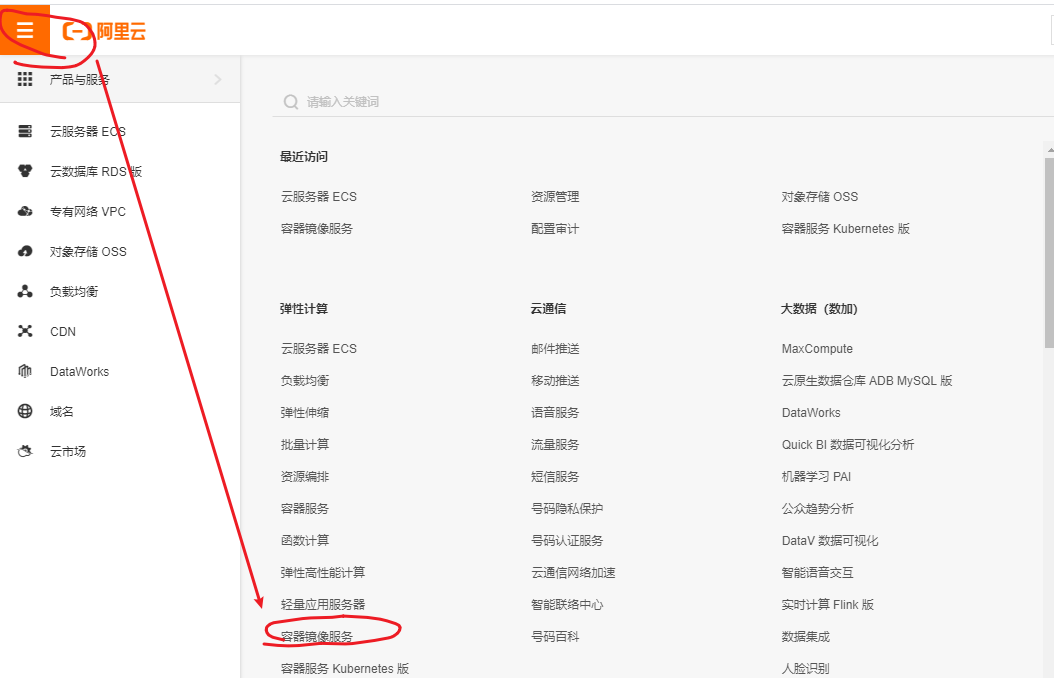 阿里云
产品与服务
云服务器 ECS
云数据库 RDS 版
专有网络 VPC
对象存储 OSS
负载均衡
CDN
DataWorks
域名
云市场
请输入关键词
最近访问
云服务器 ECS
资源管理
对象存储 OSS
容器镜像服务
配置审计
容器服务 Kubernetes 版
弹性计算
云服务器 ECS
负载均衡
弹性伸缩
批量计算
资源编排
容器服务
函数计算
弹性高性能计算
轻量应用服务器
容器镜像服务
容器服务 Kubernetes 版
云通信
邮件推送
移动推送
语音服务
流量服务
短信服务
号码隐私保护
号码认证服务
云通信网络加速
智能联络中心
号码百科
大数据（数加）
MaxCompute
云原生数据仓库 ADB MySQL 版
DataWorks
Quick BI 数据可视化分析
机器学习 PAI
公众趋势分析
DataV 数据可视化
智能语音交互
实时计算 Flink 版
数据集成
人脸识别